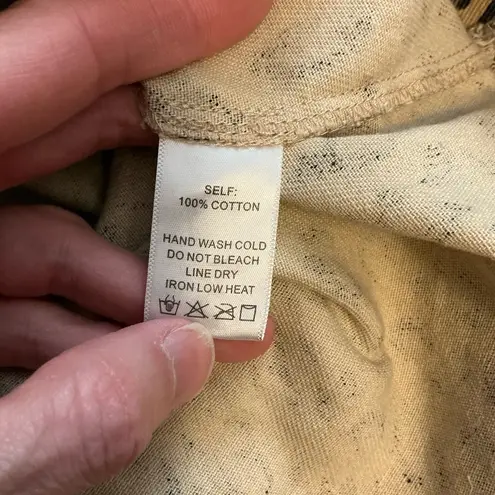 SELF:
100% COTTON
HAND WASH COLD
DO NOT BLEACH
LINE DRY
IRON LOW HEAT